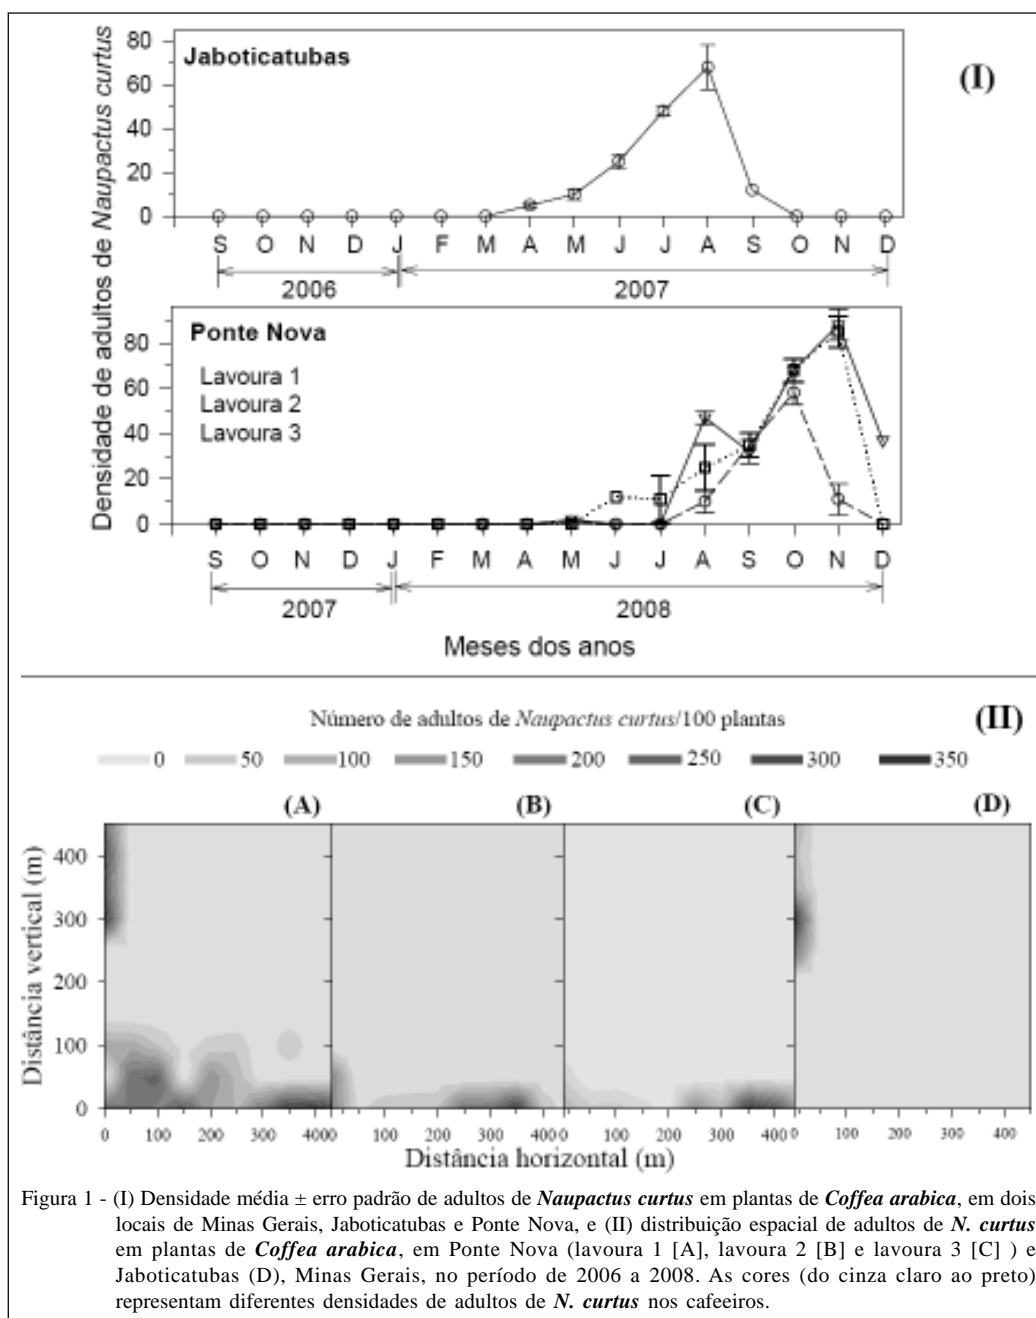 Jaboticatubas
(I)
Densidade de adultos de Naupactus curtus
80
60
40
20
0
S O N D J F M A M J J A S O N D
2006 2007
Ponte Nova
Lavoura 1
Lavoura 2
Lavoura 3
80
60
40
20
0
S O N D J F M A M J J A S O N D
2007 2008
Meses dos anos
Número de adultos de Naupactus curtus/100 plantas
(II)
0 50 100 150 200 250 300 350
(A) (B) (C) (D)
Distância vertical (m)
400
300
200
100
0
0 100 200 300 400 0 100 200 300 400 0 100 200 300 400 0 100 200 300 400
Distância horizontal (m)
Figura 1 - (I) Densidade média ± erro padrão de adultos de Naupactus curtus em plantas de Coffea arabica, em dois
locais de Minas Gerais, Jaboticatubas e Ponte Nova, e (II) distribuição espacial de adultos de N. curtus
em plantas de Coffea arabica, em Ponte Nova (lavoura 1 [A], lavoura 2 [B] e lavoura 3 [C] ) e
Jaboticatubas (D), Minas Gerais, no período de 2006 a 2008. As cores (do cinza claro ao preto)
representam diferentes densidades de adultos de N. curtus nos cafeeiros.